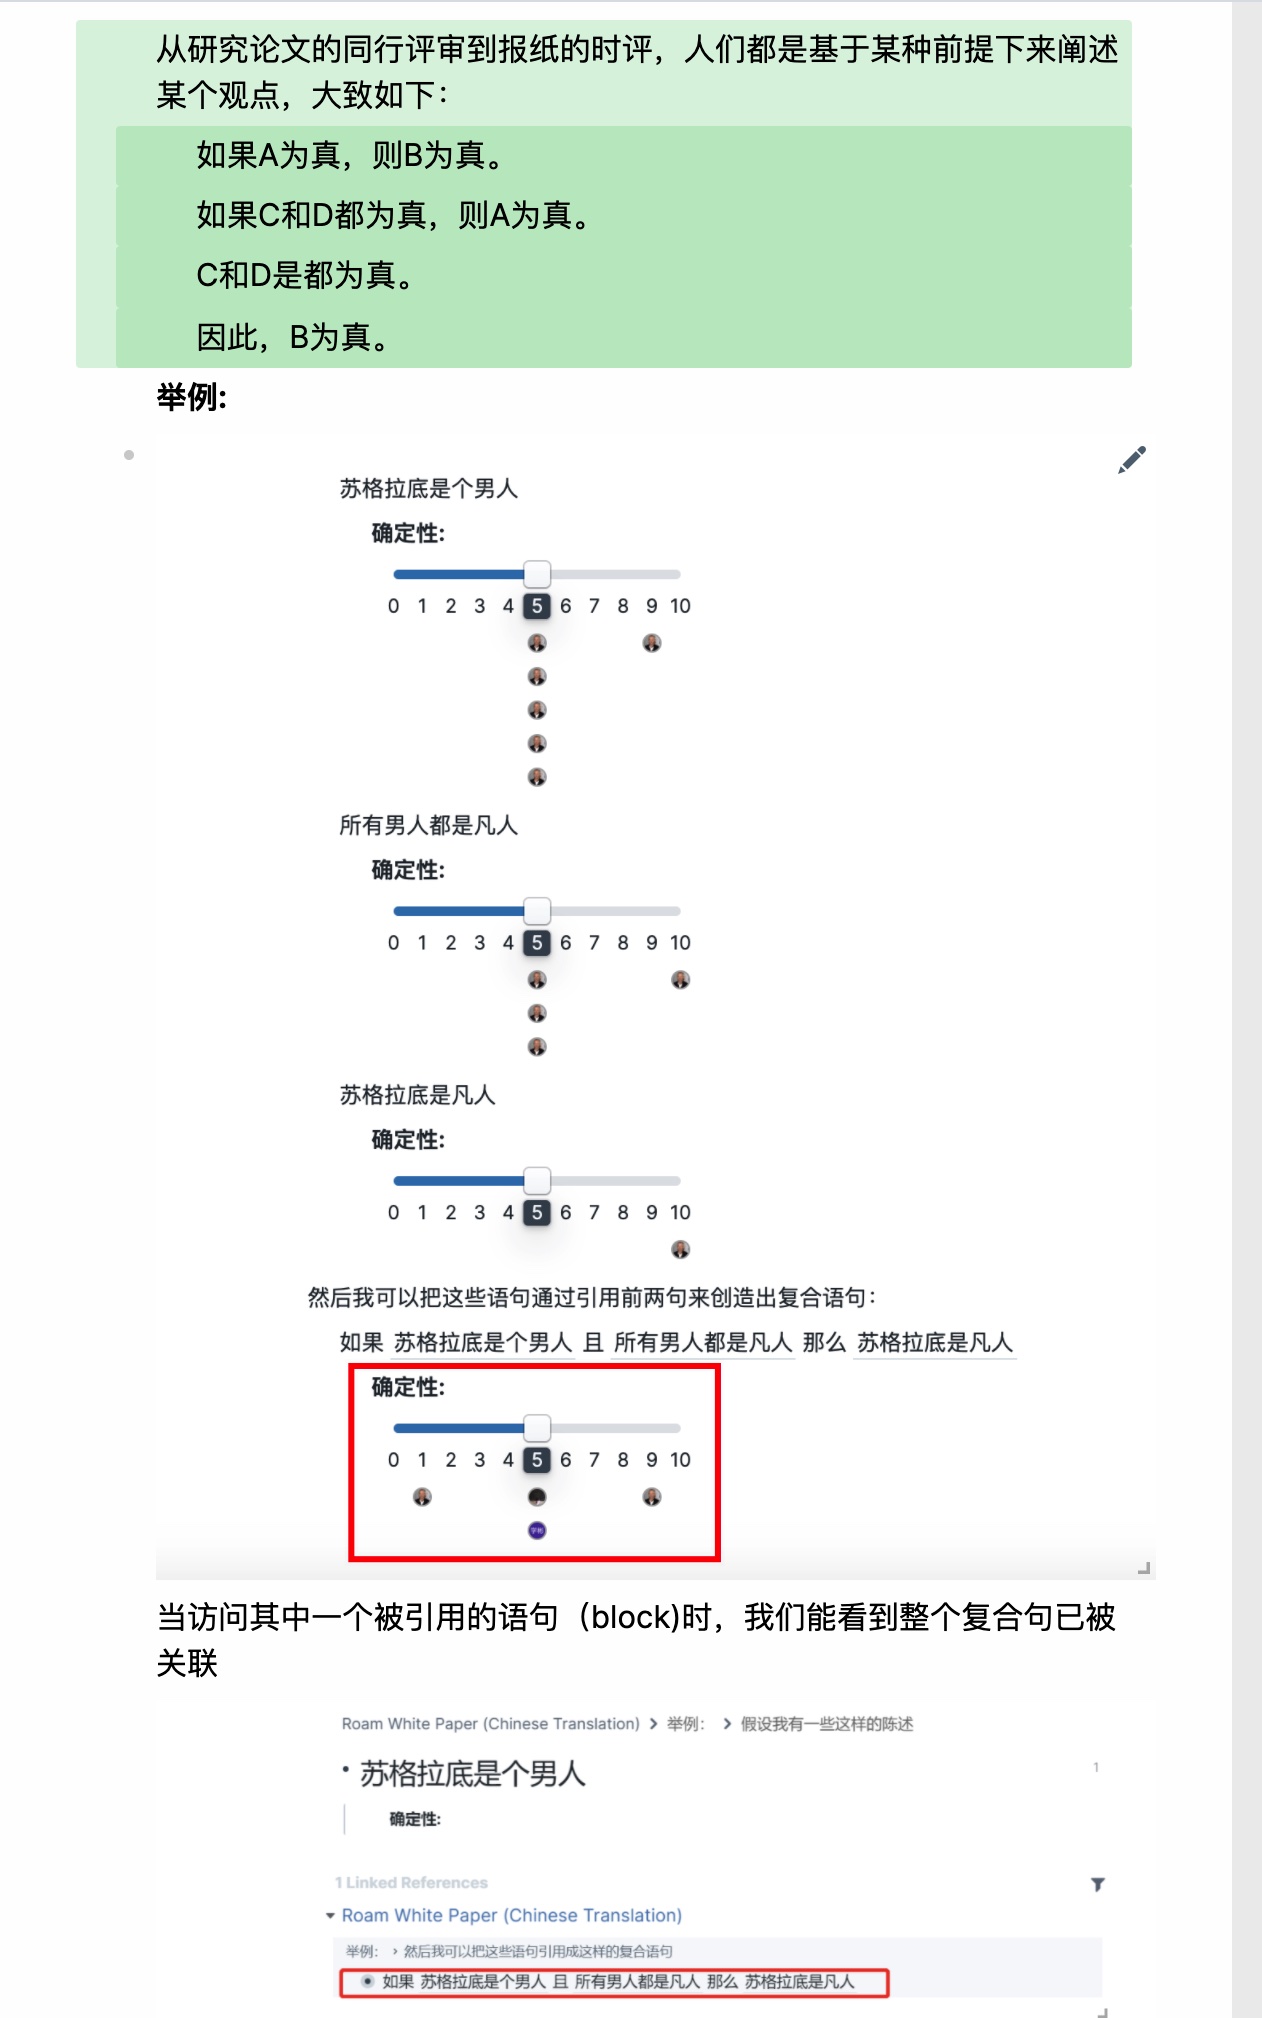 从研究论文的同行评审到报纸的时评，人们都是基于某种前提下来阐述
某个观点，大致如下：
如果A为真，则B为真。
如果C和D都为真，则A为真。
C和D是都为真。
因此，B为真。
举例:
苏格拉底是个男人
确定性:
0 1 2 3 4 5 6 7 8 9 10
所有男人都是凡人
确定性:
0 1 2 3 4 5 6 7 8 9 10
苏格拉底是凡人
确定性:
0 1 2 3 4 5 6 7 8 9 10
然后我可以把这些语句通过引用前两句来创造出复合语句：
如果 苏格拉底是个男人 且 所有男人都是凡人 那么 苏格拉底是凡人
确定性:
0 1 2 3 4 5 6 7 8 9 10
当访问其中一个被引用的语句（block)时，我们能看到整个复合句已被
关联
Roam White Paper (Chinese Translation) > 举例： > 假设我有一些这样的陈述
• 苏格拉底是个男人 1
确定性:
1 Linked References
Roam White Paper (Chinese Translation)
举例： > 然后我可以把这些语句引用成这样的复合语句
如果 苏格拉底是个男人 且 所有男人都是凡人 那么 苏格拉底是凡人